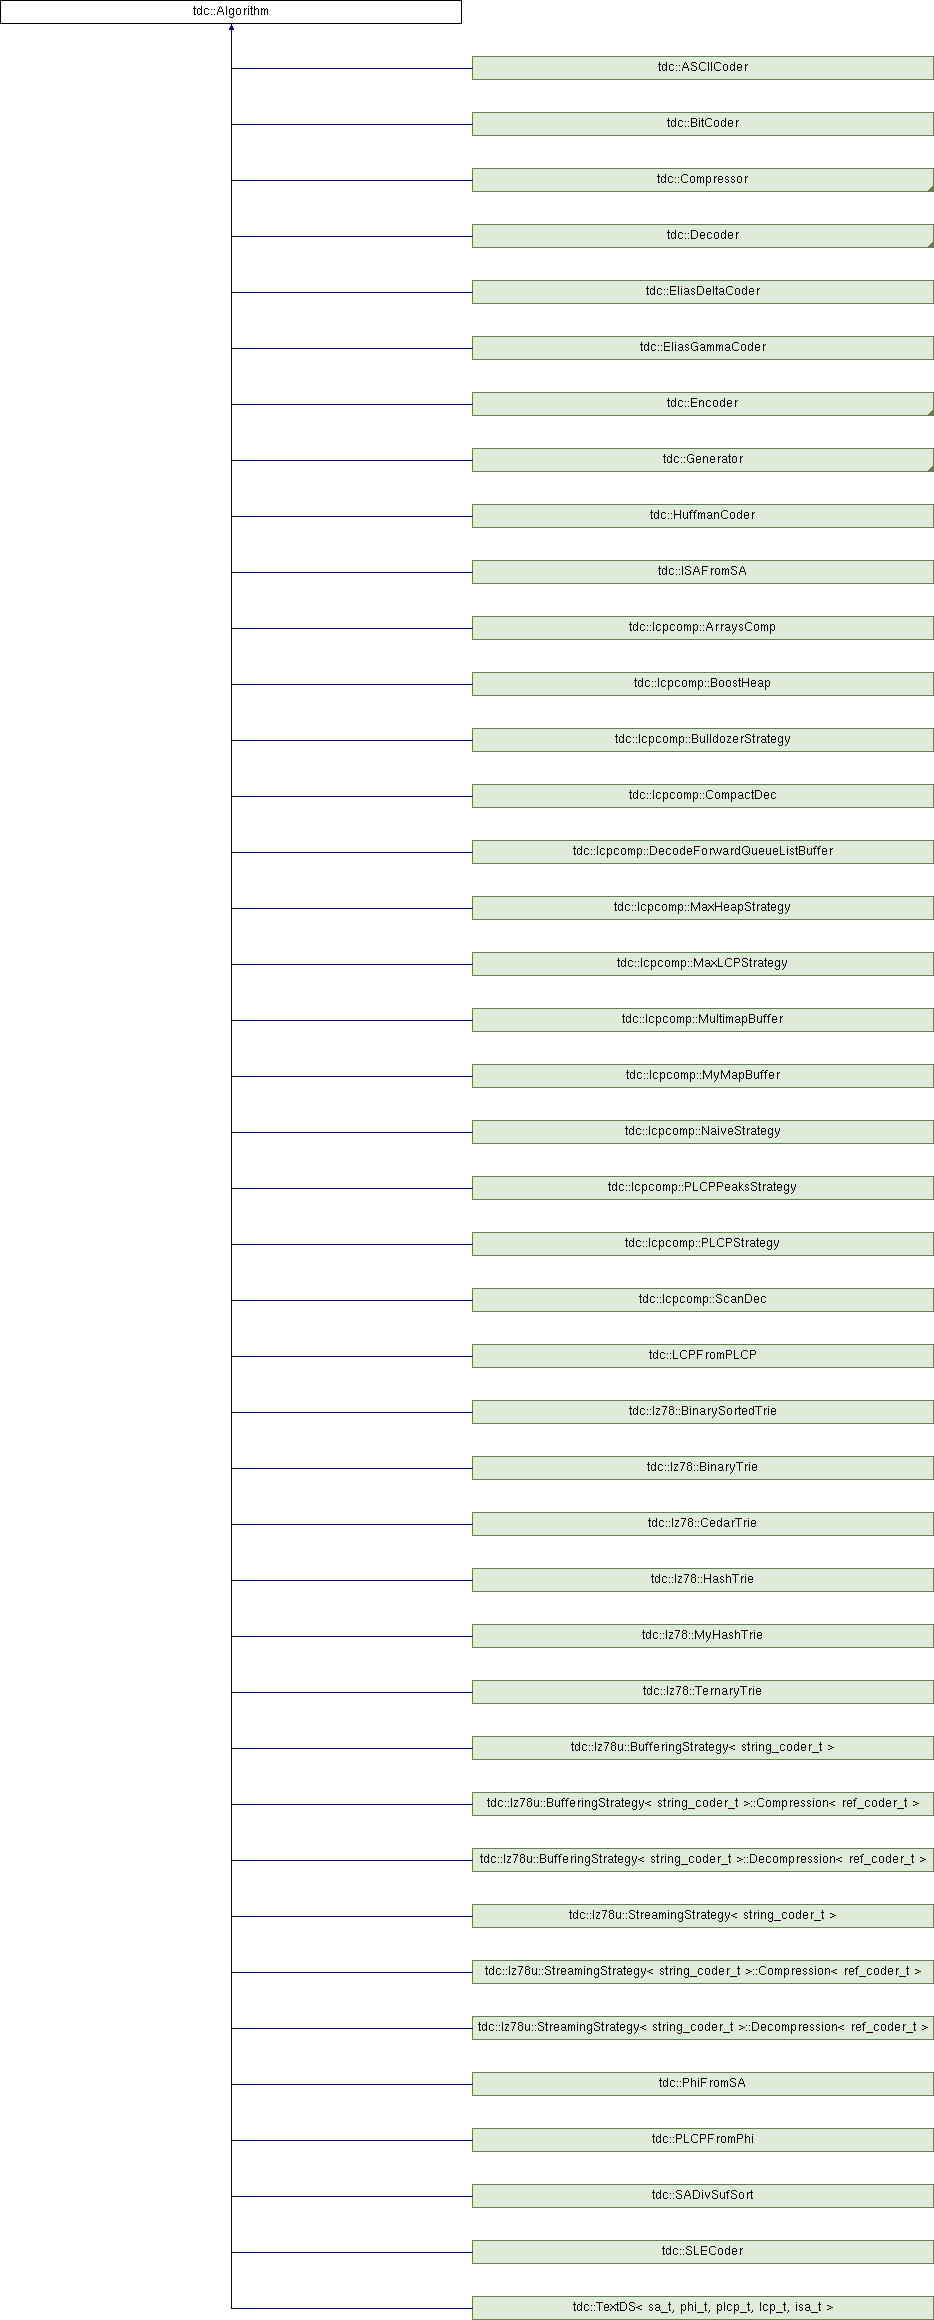 tdc::Algorithm
tdc::ASCIICoder
tdc::BitCoder
tdc::Compressor
tdc::Decoder
tdc::EliasDeltaCoder
tdc::EliasGammaCoder
tdc::Encoder
tdc::Generator
tdc::HuffmanCoder
tdc::ISAFromSA
tdc::lcpcomp::ArraysComp
tdc::lcpcomp::BoostHeap
tdc::lcpcomp::BulldozerStrategy
tdc::lcpcomp::CompactDec
tdc::lcpcomp::DecodeForwardQueueListBuffer
tdc::lcpcomp::MaxHeapStrategy
tdc::lcpcomp::MaxLCPStrategy
tdc::lcpcomp::MultimapBuffer
tdc::lcpcomp::MyMapBuffer
tdc::lcpcomp::NaiveStrategy
tdc::lcpcomp::PLCPPeaksStrategy
tdc::lcpcomp::PLCPStrategy
tdc::lcpcomp::ScanDec
tdc::LCPFromPLCP
tdc::lz78::BinarySortedTrie
tdc::lz78::BinaryTrie
tdc::lz78::CedarTrie
tdc::lz78::HashTrie
tdc::lz78::MyHashTrie
tdc::lz78::TernaryTrie
tdc::lz78u::BufferingStrategy< string_coder_t >
tdc::lz78u::BufferingStrategy< string_coder_t >::Compression< ref_coder_t >
tdc::lz78u::BufferingStrategy< string_coder_t >::Decompression< ref_coder_t >
tdc::lz78u::StreamingStrategy< string_coder_t >
tdc::lz78u::StreamingStrategy< string_coder_t >::Compression< ref_coder_t >
tdc::lz78u::StreamingStrategy< string_coder_t >::Decompression< ref_coder_t >
tdc::PhiFromSA
tdc::PLCPFromPhi
tdc::SADivSufSort
tdc::SLECoder
tdc::TextDS< sa_t, phi_t, plcp_t, lcp_t, isa_t >